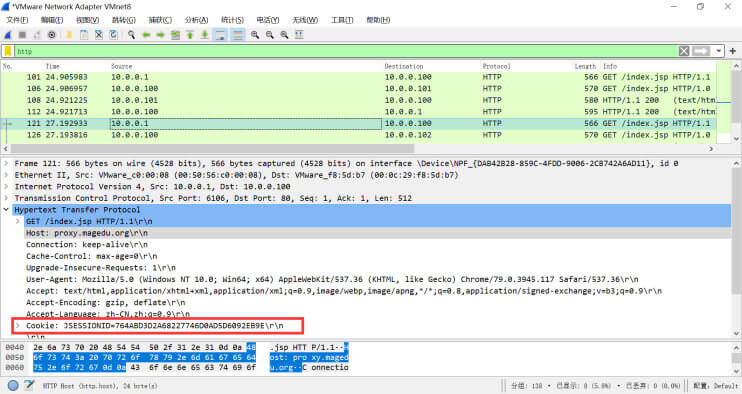 *VMware Network Adapter VMnet8
文件(F) 编辑(E) 视图(V) 跳转(G) 捕获(C) 分析(A) 统计(S) 电话(Y) 无线(W) 工具(T) 帮助(H)
http
No. Time Source Destination Protocol Length Info
101 24.905983 10.0.0.1 10.0.0.100 HTTP 566 GET /index.jsp HTTP/1.1
106 24.906957 10.0.0.100 10.0.0.101 HTTP 570 GET /index.jsp HTTP/1.0
108 24.921225 10.0.0.101 10.0.0.100 HTTP 580 HTTP/1.1 200 (text/htm
112 24.921713 10.0.0.100 10.0.0.1 HTTP 595 HTTP/1.1 200 (text/htm
121 27.192933 10.0.0.1 10.0.0.100 HTTP 566 GET /index.jsp HTTP/1.1
126 27.193816 10.0.0.100 10.0.0.102 HTTP 570 GET /index.jsp HTTP/1.0
Frame 121: 566 bytes on wire (4528 bits), 566 bytes captured (4528 bits) on interface \Device\NPF_{DAB42B28-859C-4FDD-9006-2CB742A6AD11}, id 0
Ethernet II, Src: VMware_c0:00:08 (00:50:56:c0:00:08), Dst: VMware_f8:5d:b7 (00:0c:29:f8:5d:b7)
Internet Protocol Version 4, Src: 10.0.0.1, Dst: 10.0.0.100
Transmission Control Protocol, Src Port: 6106, Dst Port: 80, Seq: 1, Ack: 1, Len: 512
Hypertext Transfer Protocol
GET /index.jsp HTTP/1.1\r\n
Host: proxy.magedu.org\r\n
Connection: keep-alive\r\n
Cache-Control: max-age=0\r\n
Upgrade-Insecure-Requests: 1\r\n
User-Agent: Mozilla/5.0 (Windows NT 10.0; Win64; x64) AppleWebKit/537.36 (KHTML, like Gecko) Chrome/79.0.3945.117 Safari/537.36\r\n
Accept: text/html,application/xhtml+xml,application/xml;q=0.9,image/webp,image/apng,*/*;q=0.8,application/signed-exchange;v=b3;q=0.9\r\n
Accept-Encoding: gzip, deflate\r\n
Accept-Language: zh-CN,zh;q=0.9\r\n
Cookie: JSESSIONID=764ABD3D2A68227746D0AD5D6092EB9E\r\n
\r\n
0040 2e 6a 73 70 20 48 54 54 50 2f 31 2e 31 0d 0a 48 .jsp HTT P/1.1··H
0050 6f 73 74 3a 20 70 72 6f 78 79 2e 6d 61 67 65 64 ost: pro xy.maged
0060 75 2e 6f 72 67 0d 0a 43 6f 6e 6e 65 63 74 69 6f u.org··C onnectio
HTTP Host (http.host), 24 byte(s) 分组: 138 · 已显示: 8 (5.8%) · 已丢弃: 0 (0.0%) 配置: Default